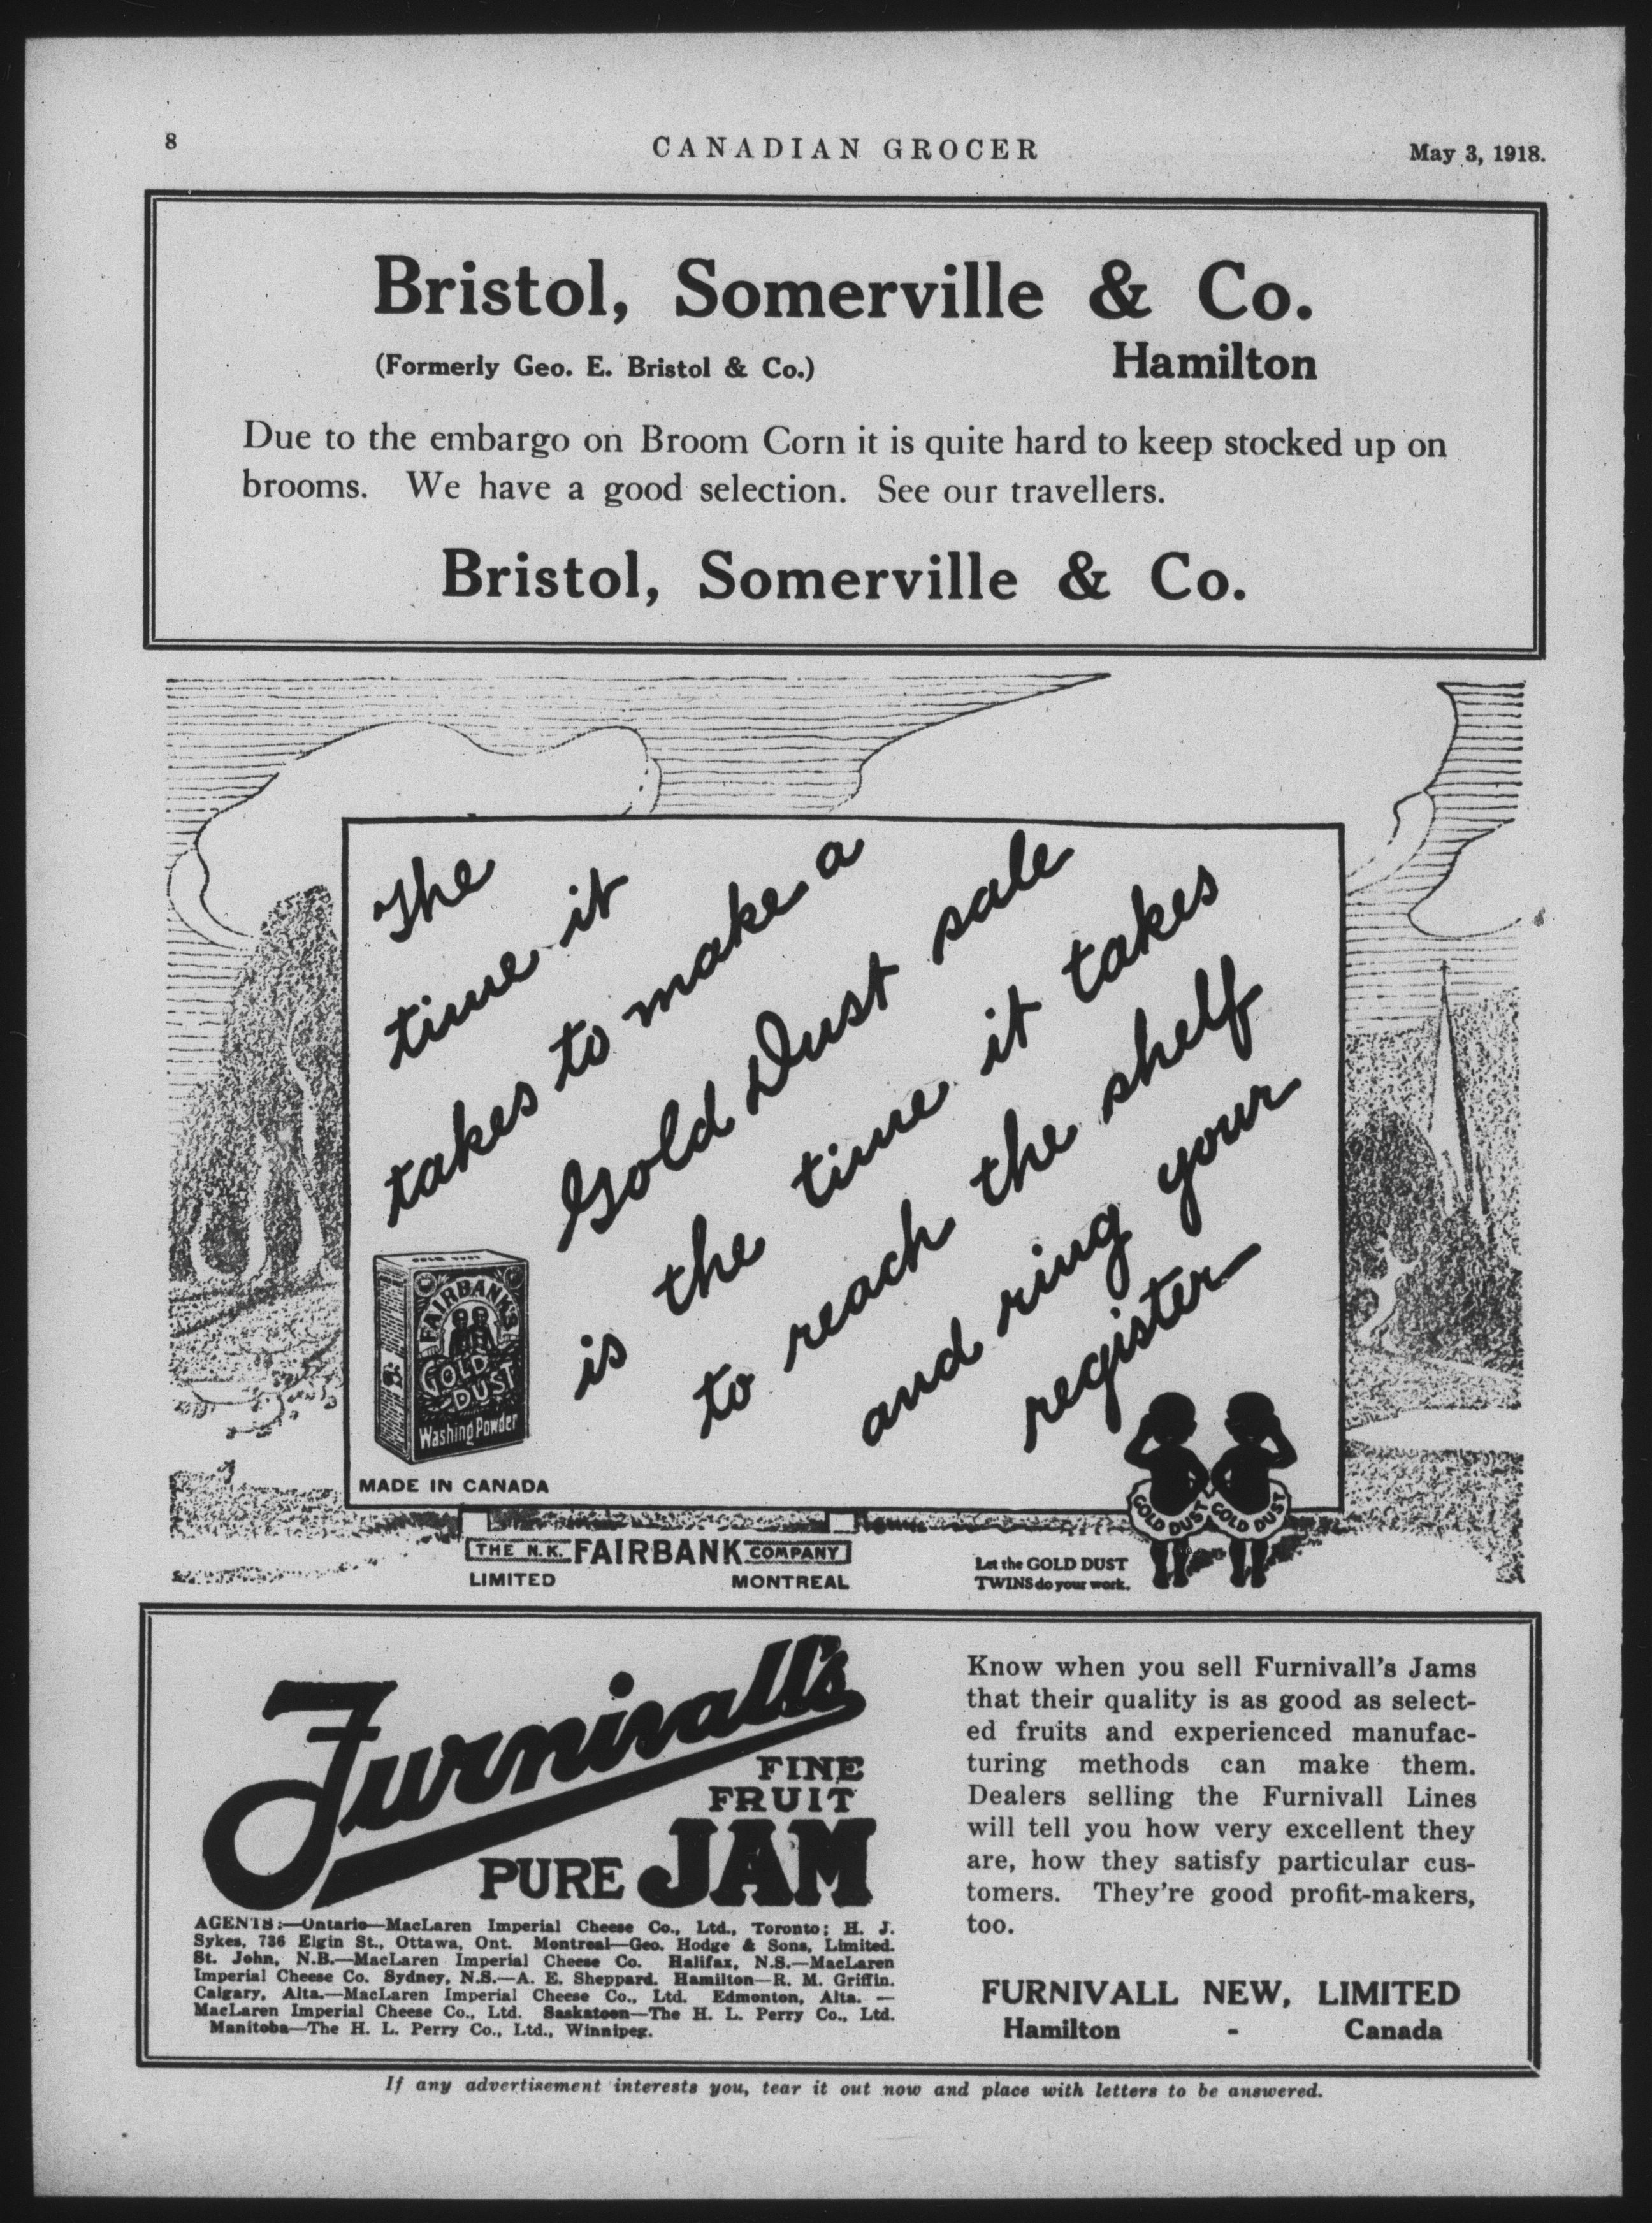 8
CANADIAN GROCER
May 3, 1918.
Bristol, Somerville & Co.
(Formerly Geo. E. Bristol & Co.)
Hamilton
Due to the embargo on Broom Corn it is quite hard to keep stocked up on
brooms. We have a good selection. See our travellers.
Bristol, Somerville & Co.
The
time it
takes to make a
Gold Dust sale
is the time it takes
to reach the shelf
and ring your
register
FAIRBANK'S
GOLD
DUST
Washing Powder
MADE IN CANADA
THE N.K. FAIRBANK COMPANY
LIMITED MONTREAL
Let the GOLD DUST
TWINS do your work.
GOLD DUST
GOLD DUST
Furnivall's
FINE
FRUIT
PURE JAM
AGENTS:—Ontario—MacLaren Imperial Cheese Co., Ltd., Toronto; H. J.
Sykes, 736 Elgin St., Ottawa, Ont. Montreal—Geo. Hodge & Sons, Limited.
St. John, N.B.—MacLaren Imperial Cheese Co. Halifax, N.S.—MacLaren
Imperial Cheese Co. Sydney, N.S.—A. E. Sheppard. Hamilton—R. M. Griffin.
Calgary, Alta.—MacLaren Imperial Cheese Co., Ltd. Edmonton, Alta. —
MacLaren Imperial Cheese Co., Ltd. Saskatoon—The H. L. Perry Co., Ltd.
Manitoba—The H. L. Perry Co., Ltd., Winnipeg.
Know when you sell Furnivall's Jams
that their quality is as good as select-
ed fruits and experienced manufac-
turing methods can make them.
Dealers selling the Furnivall Lines
will tell you how very excellent they
are, how they satisfy particular cus-
tomers. They're good profit-makers,
too.
FURNIVALL NEW, LIMITED
Hamilton - Canada
If any advertisement interests you, tear it out now and place with letters to be answered.